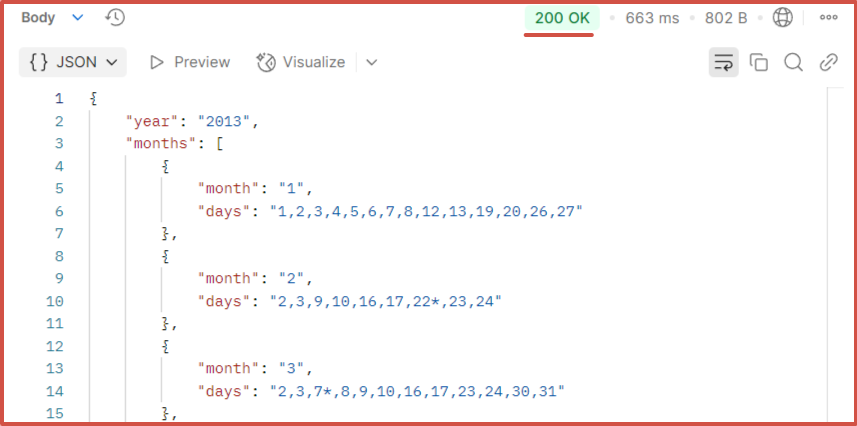 Body 200 OK • 663 ms • 802 B
{} JSON Preview Visualize
1 {
2 "year": "2013",
3 "months": [
4 {
5 "month": "1",
6 "days": "1,2,3,4,5,6,7,8,12,13,19,20,26,27"
7 },
8 {
9 "month": "2",
10 "days": "2,3,9,10,16,17,22*,23,24"
11 },
12 {
13 "month": "3",
14 "days": "2,3,7*,8,9,10,16,17,23,24,30,31"
15 },